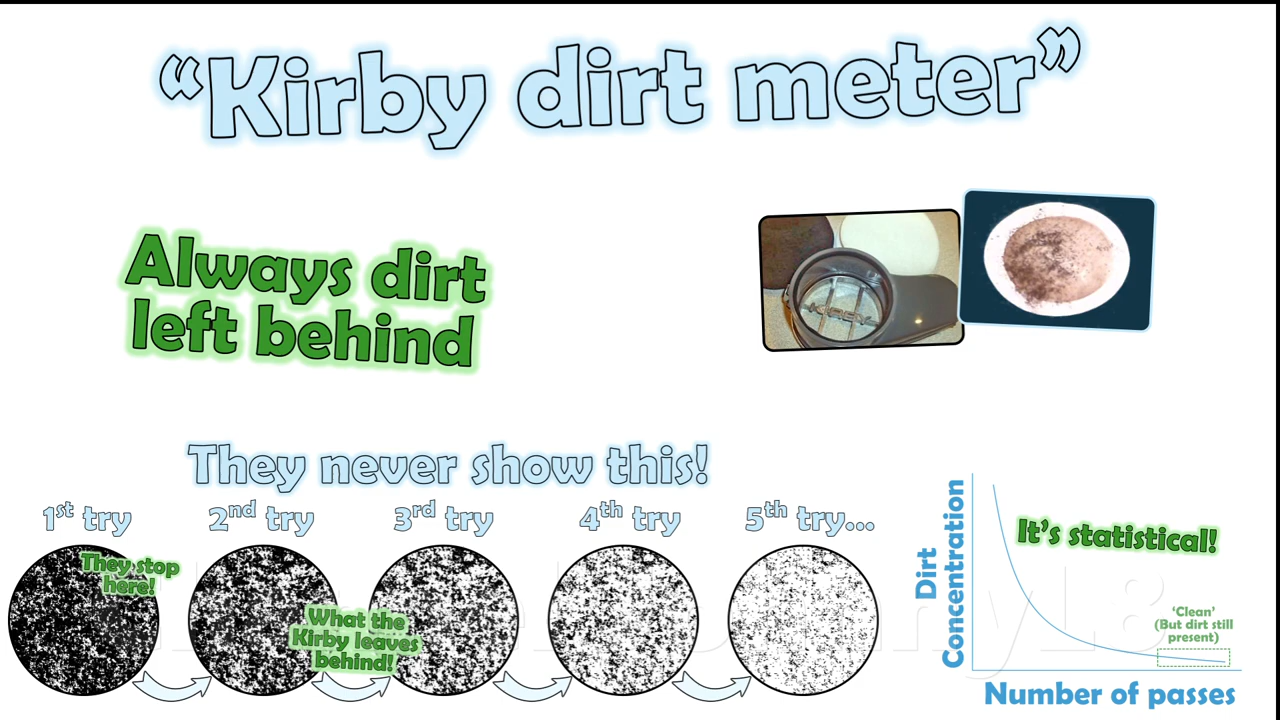 “Kirby dirt meter”
Always dirt
left behind
KIRBY
They never show this!
1st try
2nd try
3rd try
4th try
5th try...
They stop
here!
What the
Kirby leaves
behind!
Dirt
Concentration
It's statistical!
‘Clean’
(But dirt still
present)
Number of passes